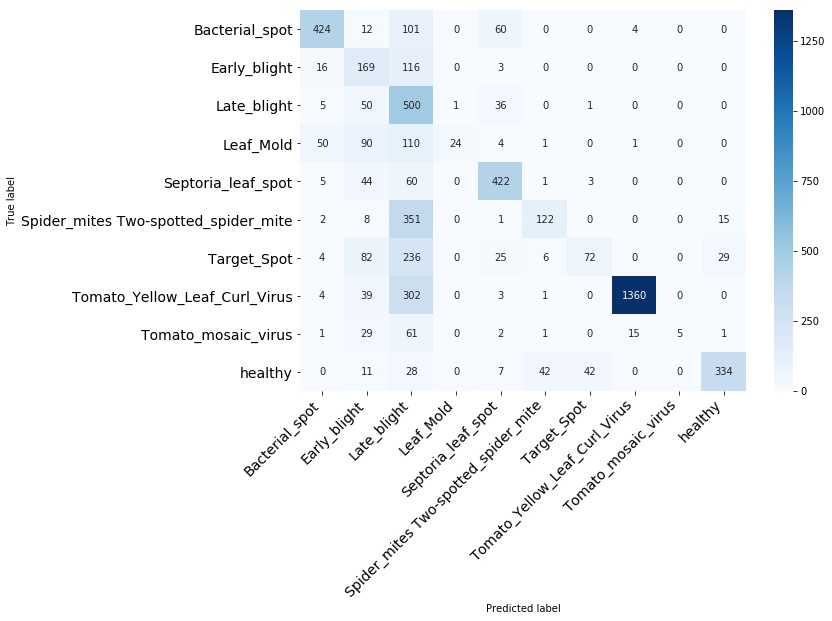 Bacterial_spot 424 12 101 0 60 0 0 4 0 0
Early_blight 16 169 116 0 3 0 0 0 0 0
Late_blight 5 50 500 1 36 0 1 0 0 0
Leaf_Mold 50 90 110 24 4 1 0 1 0 0
Septoria_leaf_spot 5 44 60 0 422 1 3 0 0 0
Spider_mites Two-spotted_spider_mite 2 8 351 0 1 122 0 0 0 15
Target_Spot 4 82 236 0 25 6 72 0 0 29
Tomato_Yellow_Leaf_Curl_Virus 4 39 302 0 3 1 0 1360 0 0
Tomato_mosaic_virus 1 29 61 0 2 1 0 15 5 1
healthy 0 11 28 0 7 42 42 0 0 334
True label
Bacterial_spot
Early_blight
Late_blight
Leaf_Mold
Septoria_leaf_spot
Spider_mites Two-spotted_spider_mite
Target_Spot
Tomato_Yellow_Leaf_Curl_Virus
Tomato_mosaic_virus
healthy
Predicted label
1250
1000
750
500
250
0